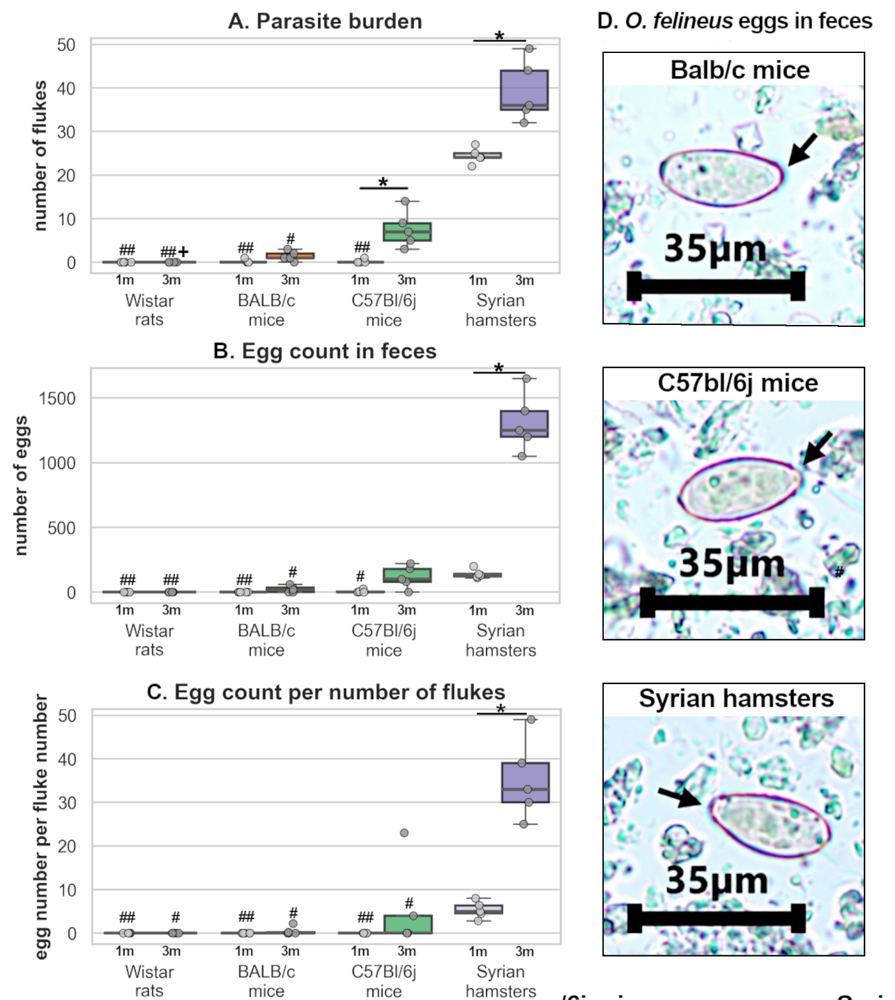 A. Parasite burden
number of flukes
50
40
30
20
10
0
*
*
## ##+ ## # ##
1m 3m 1m 3m 1m 3m 1m 3m
Wistar rats
BALB/c mice
C57Bl/6j mice
Syrian hamsters
B. Egg count in feces
number of eggs
1500
1000
500
0
*
## ## ## # #
1m 3m 1m 3m 1m 3m 1m 3m
Wistar rats
BALB/c mice
C57Bl/6j mice
Syrian hamsters
C. Egg count per number of flukes
egg number per fluke number
50
40
30
20
10
0
*
## # ## # ## #
1m 3m 1m 3m 1m 3m 1m 3m
Wistar rats
BALB/c mice
C57Bl/6j mice
Syrian hamsters
D. O. felineus eggs in feces
Balb/c mice
35µm
C57bl/6j mice
35µm
#
Syrian hamsters
35µm